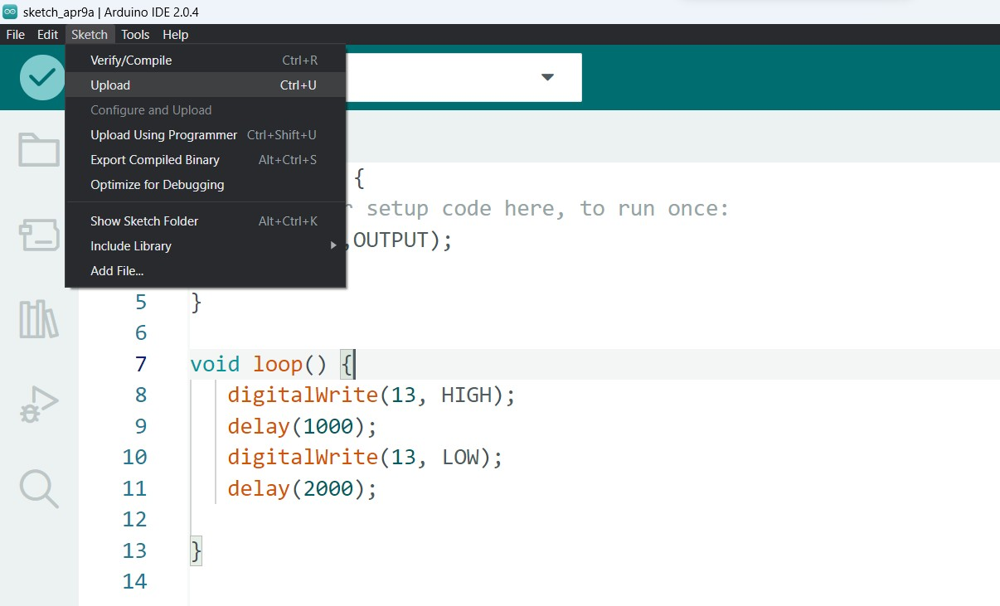 sketch_apr9a | Arduino IDE 2.0.4
File Edit Sketch Tools Help
Verify/Compile Ctrl+R
Upload Ctrl+U
Configure and Upload
Upload Using Programmer Ctrl+Shift+U
Export Compiled Binary Alt+Ctrl+S
Optimize for Debugging
Show Sketch Folder Alt+Ctrl+K
Include Library
Add File...
{
setup code here, to run once:
,OUTPUT);
5 }
6
7 void loop() {
8 digitalWrite(13, HIGH);
9 delay(1000);
10 digitalWrite(13, LOW);
11 delay(2000);
12
13 }
14